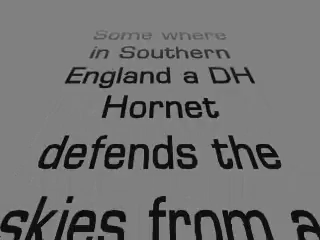 Some where
in Southern
England a DH
Hornet
defends the
skies from a